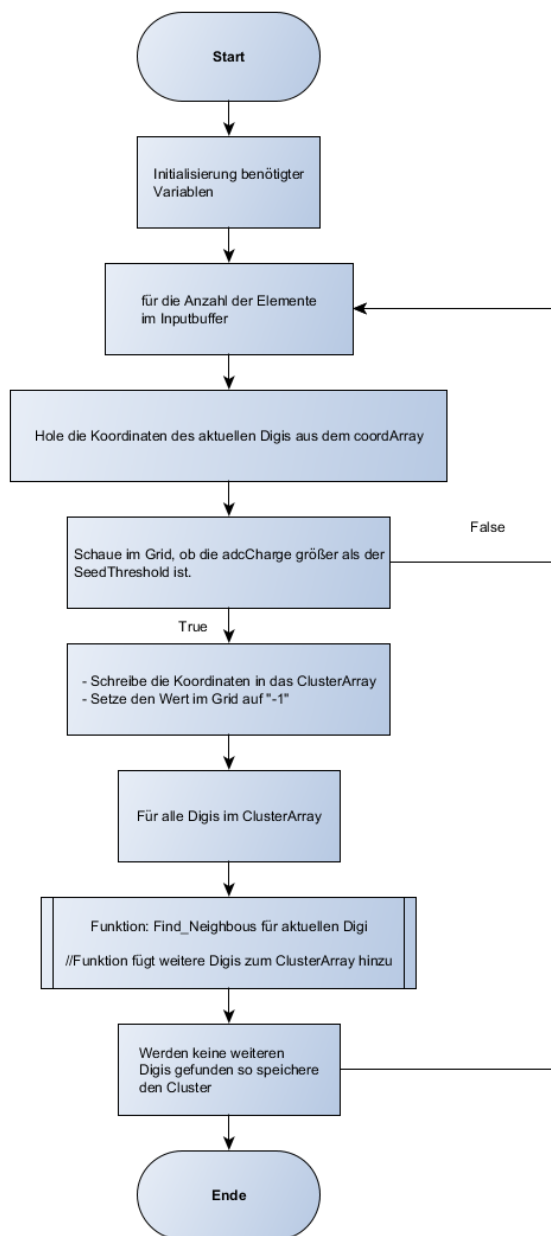 Start
Initialisierung benötigter
Variablen
für die Anzahl der Elemente
im Inputbuffer
Hole die Koordinaten des aktuellen Digis aus dem coordArray
Schaue im Grid, ob die adcCharge größer als der
SeedThreshold ist.
False
True
- Schreibe die Koordinaten in das ClusterArray
- Setze den Wert im Grid auf "-1"
Für alle Digis im ClusterArray
Funktion: Find_Neighbous für aktuellen Digi
//Funktion fügt weitere Digis zum ClusterArray hinzu
Werden keine weiteren
Digis gefunden so speichere
den Cluster
Ende